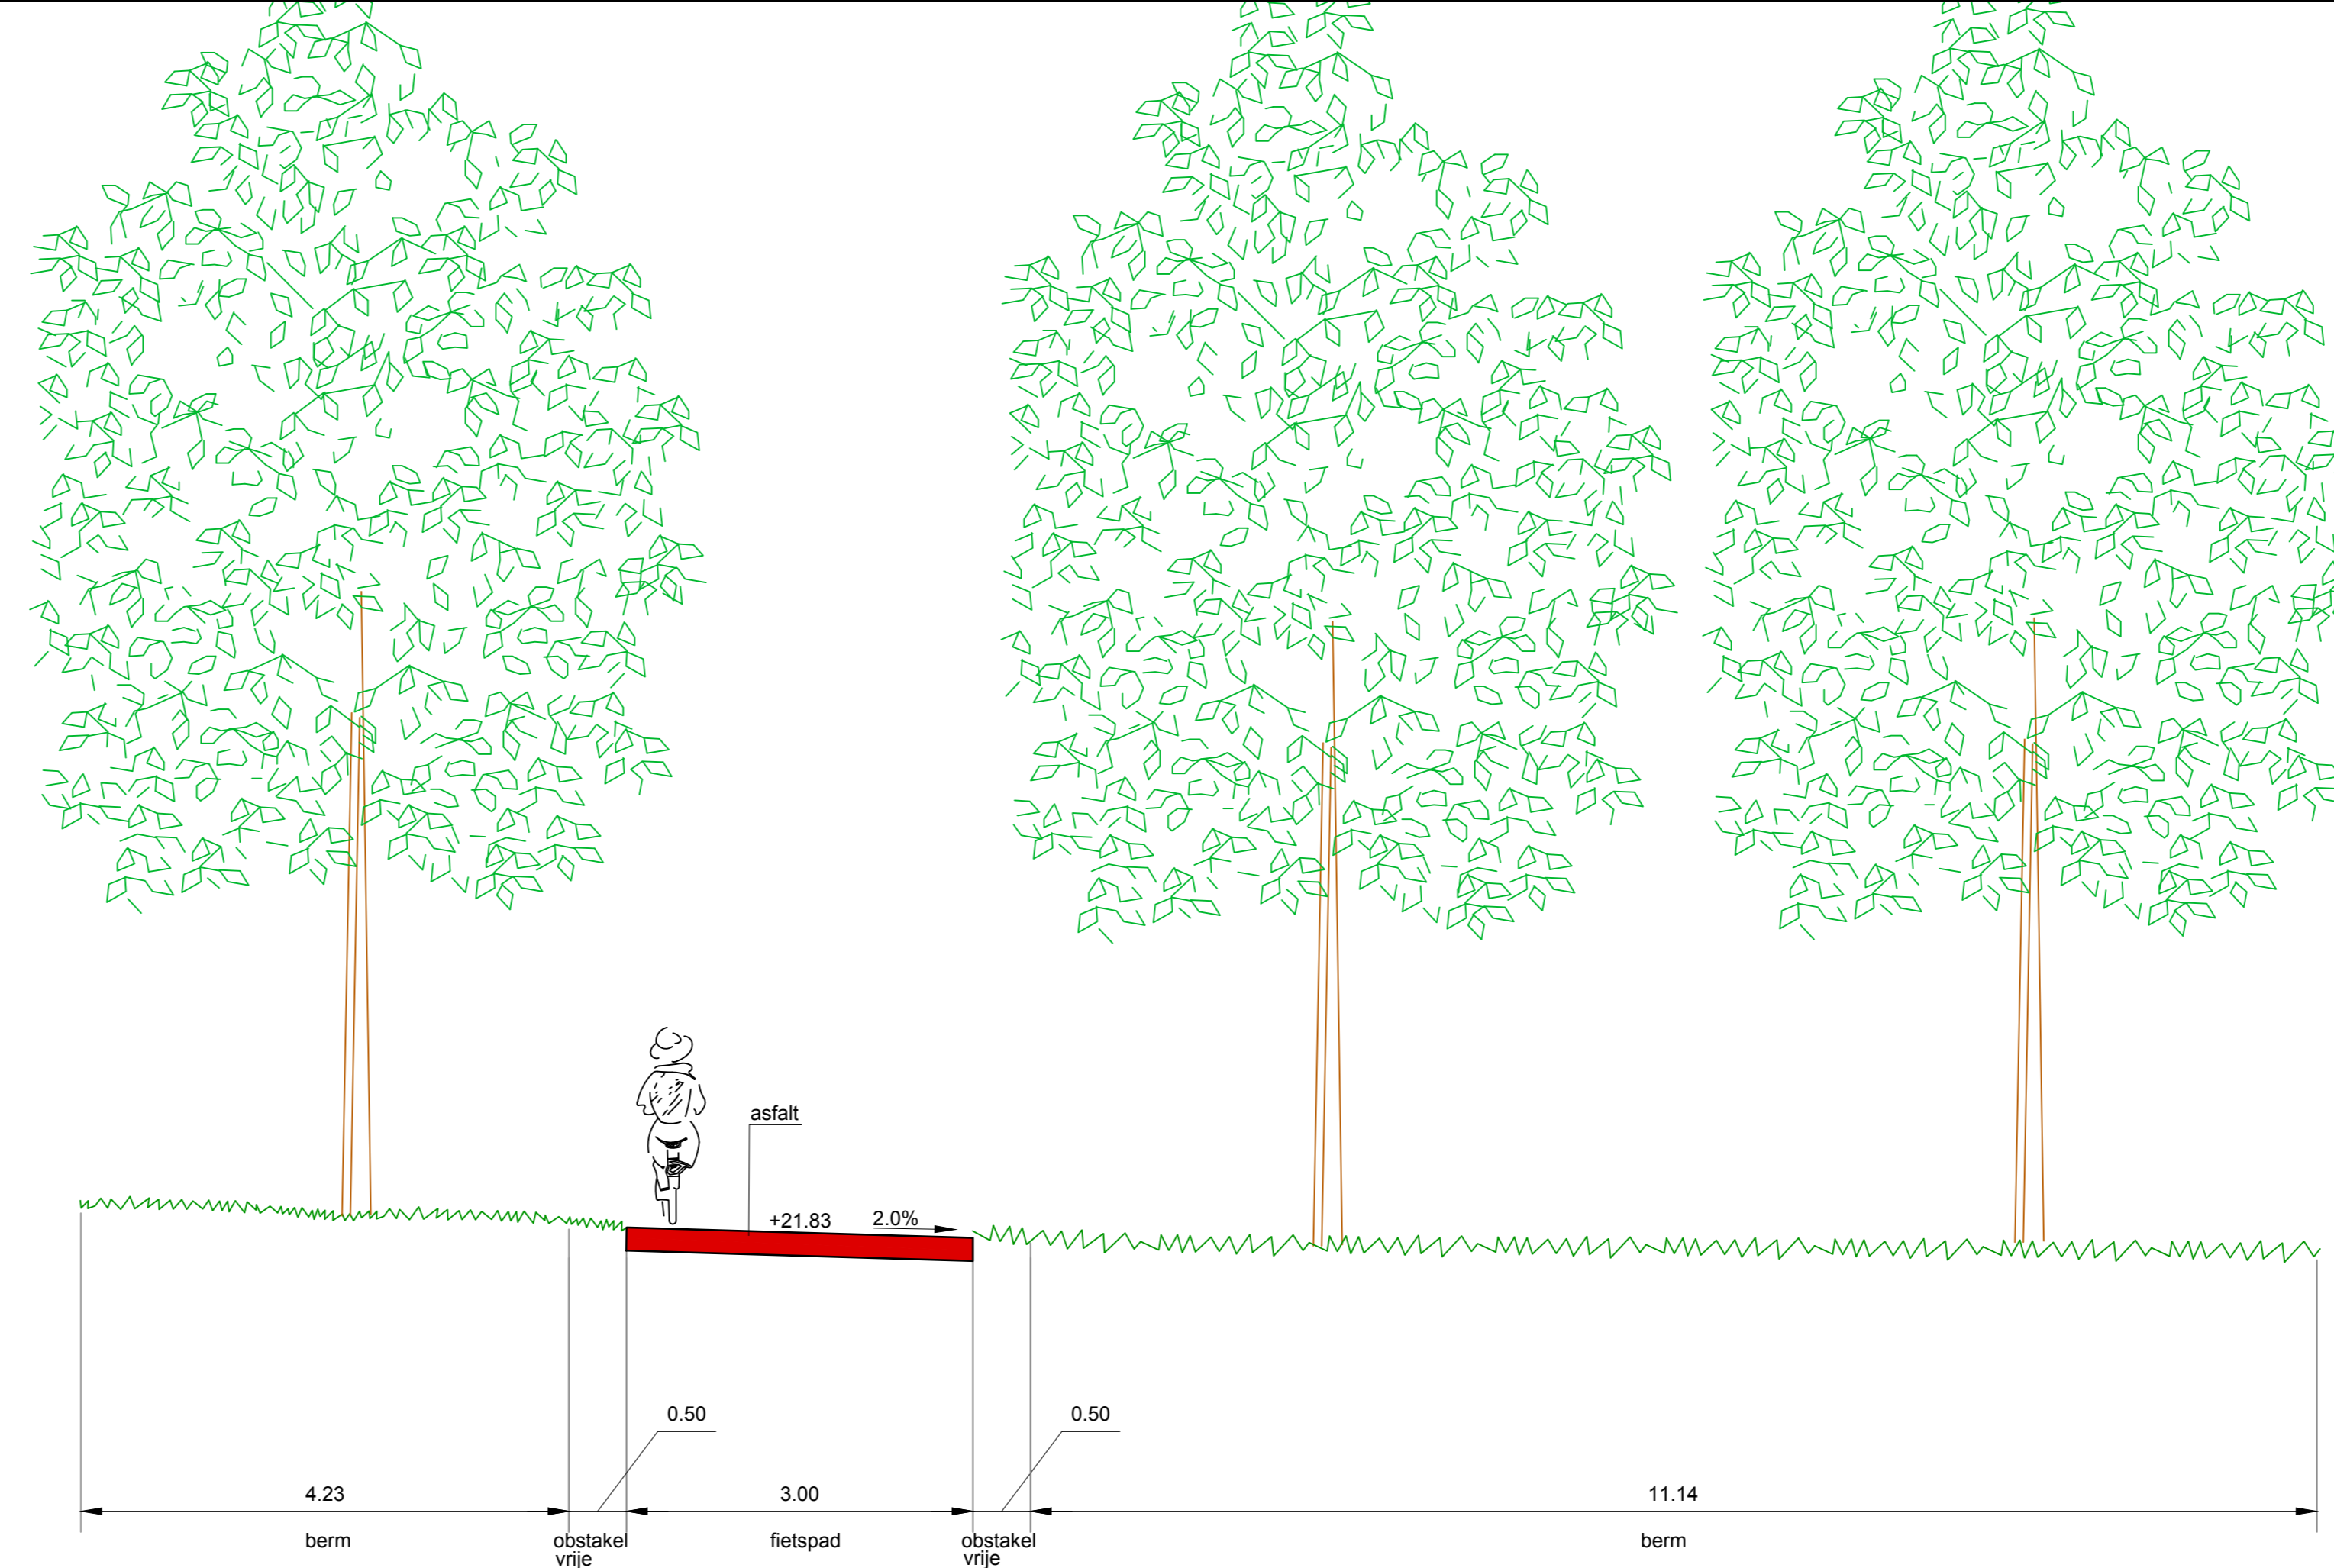 asfalt
+21.83 2.0%
0.50 0.50
4.23 3.00 11.14
berm obstakel fietspad obstakel berm
vrije vrije